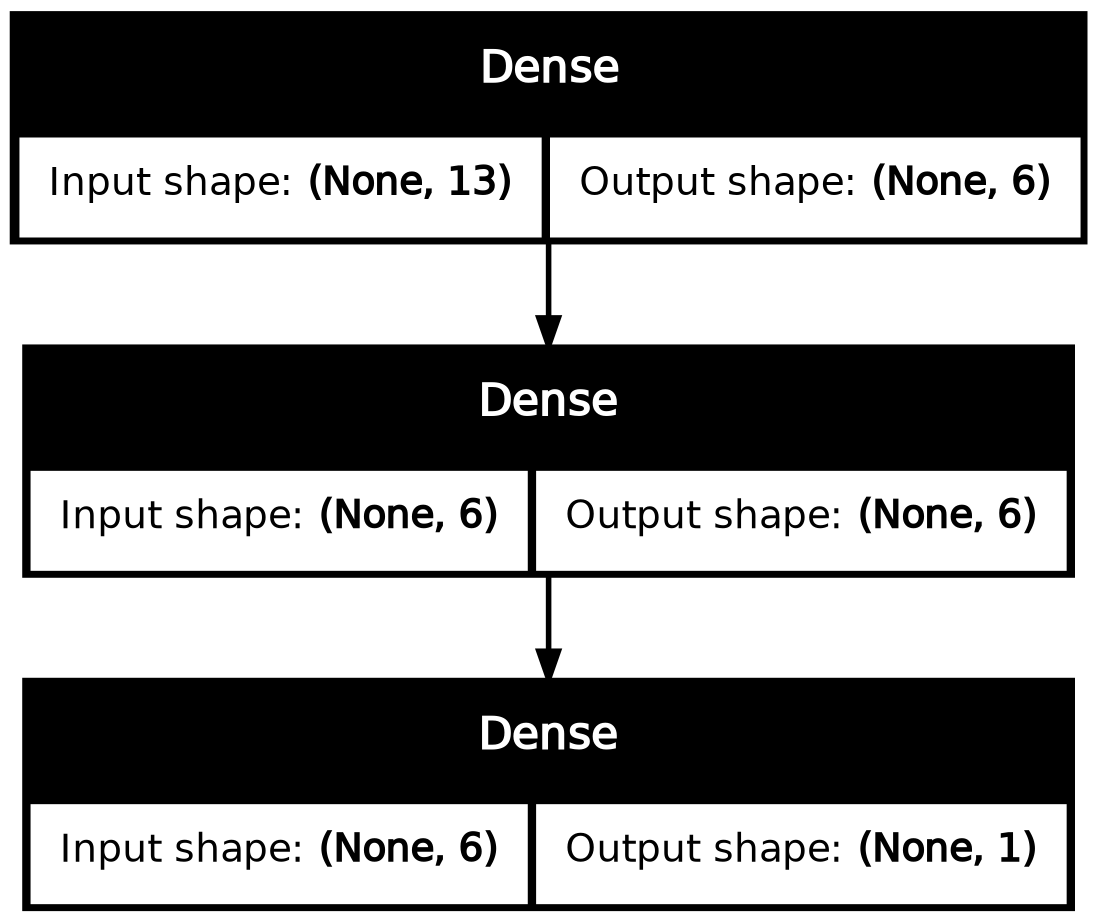 Dense
Input shape: (None, 13) Output shape: (None, 6)
Dense
Input shape: (None, 6) Output shape: (None, 6)
Dense
Input shape: (None, 6) Output shape: (None, 1)